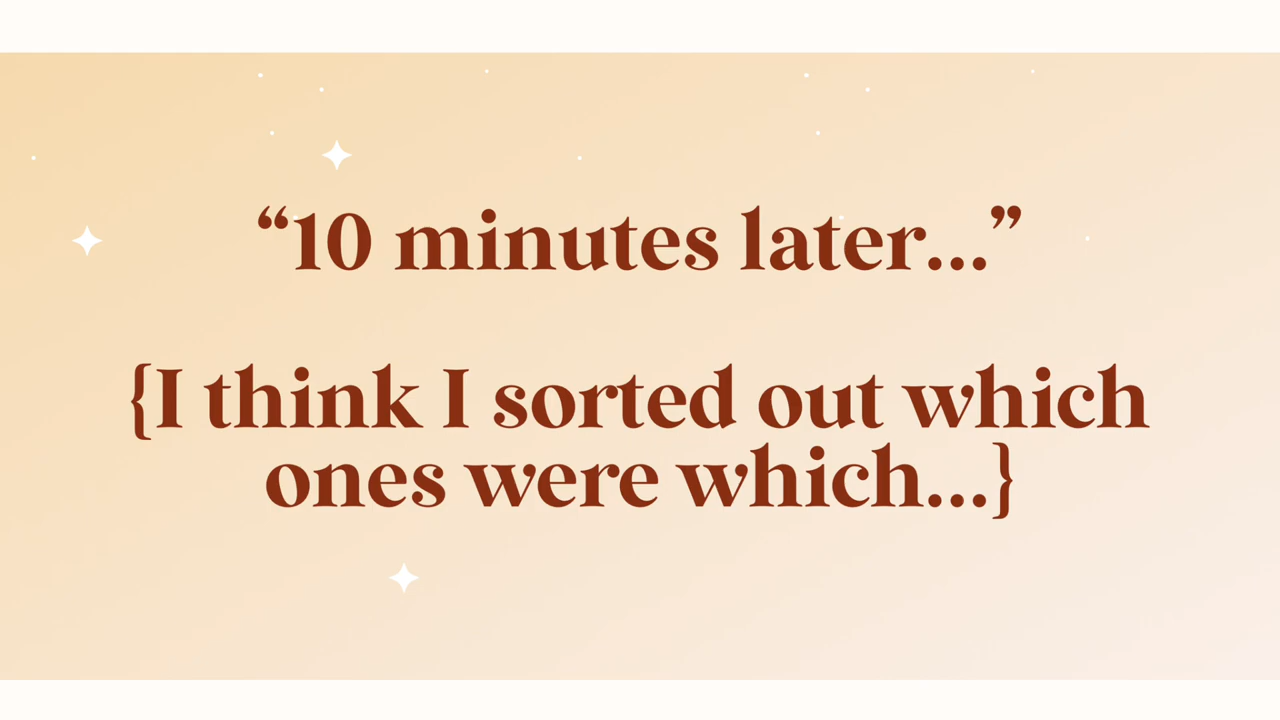 “10 minutes later...”
{I think I sorted out which
ones were which...}